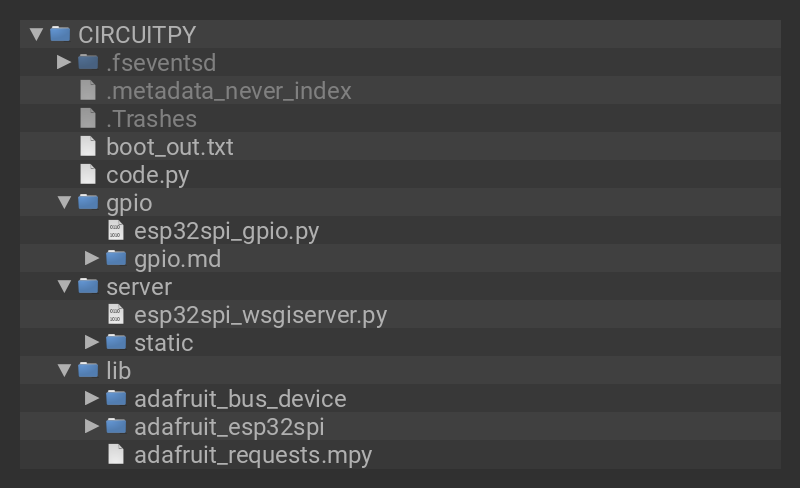 CIRCUITPY
.fseventsd
.metadata_never_index
.Trashes
boot_out.txt
code.py
gpio
esp32spi_gpio.py
gpio.md
server
esp32spi_wsgiserver.py
static
lib
adafruit_bus_device
adafruit_esp32spi
adafruit_requests.mpy